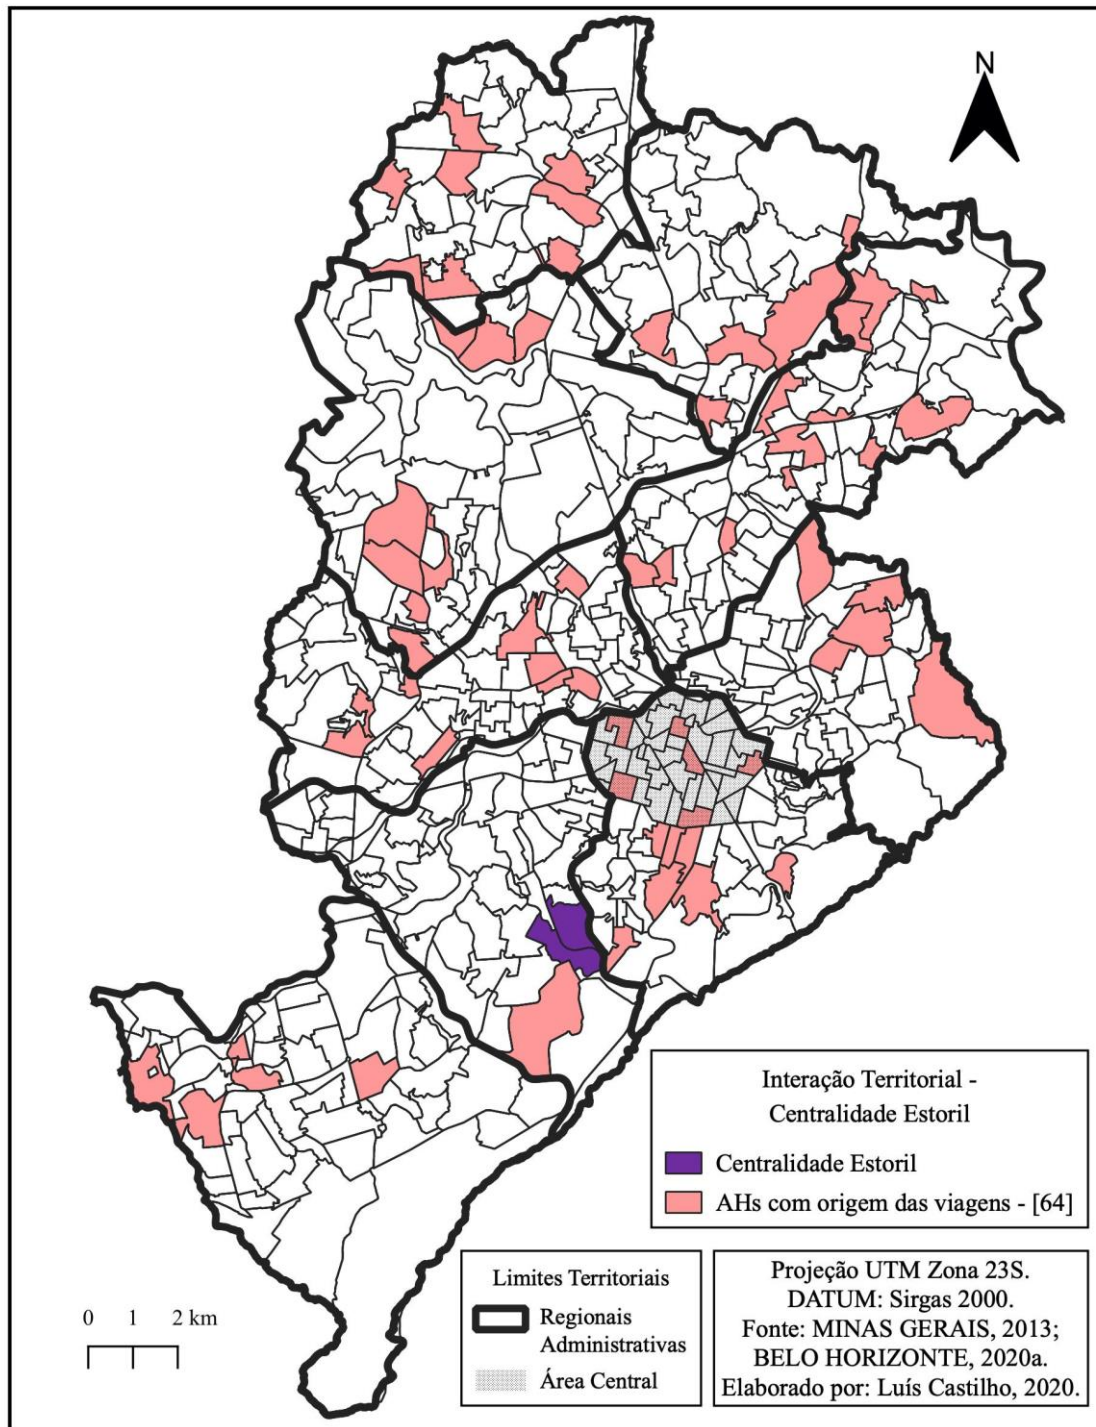 N
Interação Territorial -
Centralidade Estoril
Centralidade Estoril
AHs com origem das viagens - [64]
Limites Territoriais
Regionais
Administrativas
Área Central
Projeção UTM Zona 23S.
DATUM: Sirgas 2000.
Fonte: MINAS GERAIS, 2013;
BELO HORIZONTE, 2020a.
Elaborado por: Luís Castilho, 2020.
0 1 2 km